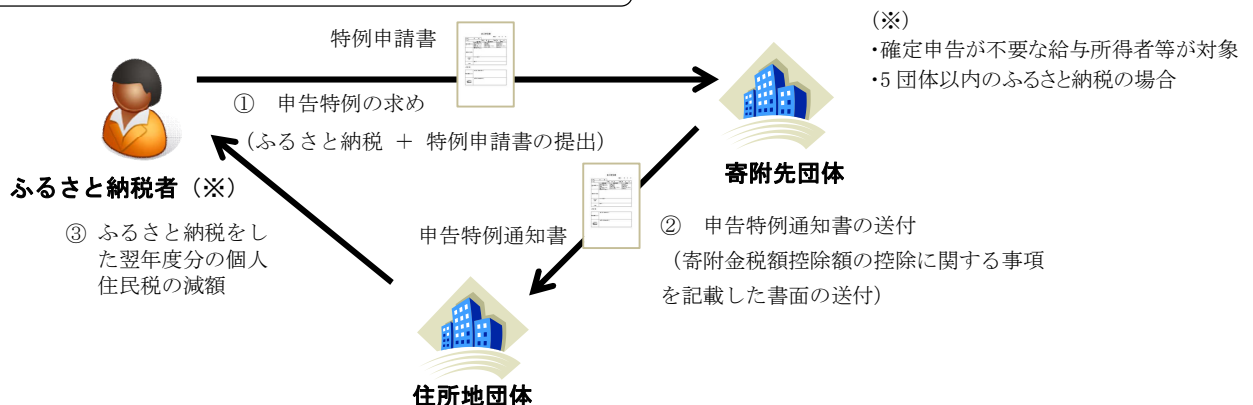 (※)
・確定申告が不要な給与所得者等が対象
・5 団体以内のふるさと納税の場合
特例申請書
① 申告特例の求め
(ふるさと納税 + 特例申請書の提出)
寄附先団体
ふるさと納税者(※)
② 申告特例通知書の送付
(寄附金税額控除額の控除に関する事項
を記載した書面の送付)
申告特例通知書
③ ふるさと納税をし
た翌年度分の個人
住民税の減額
住所地団体